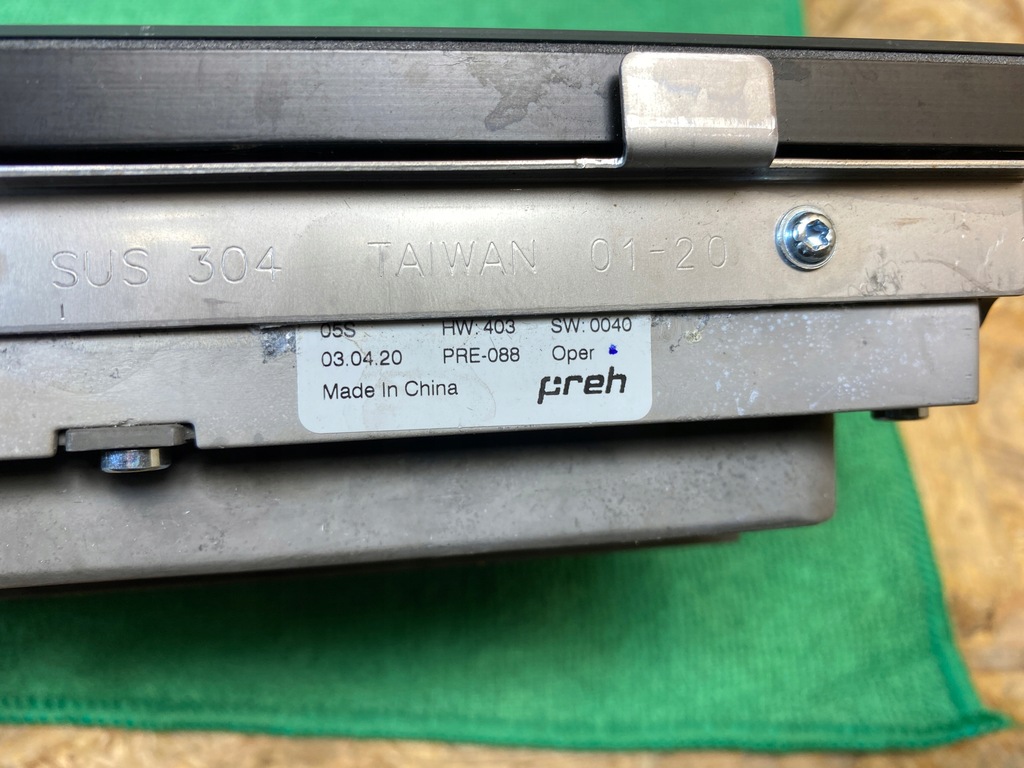 SUS 304 TAIWAN 01-20
05S HW: 403 SW: 0040
03.04.20 PRE-088 Oper
Made In China preh